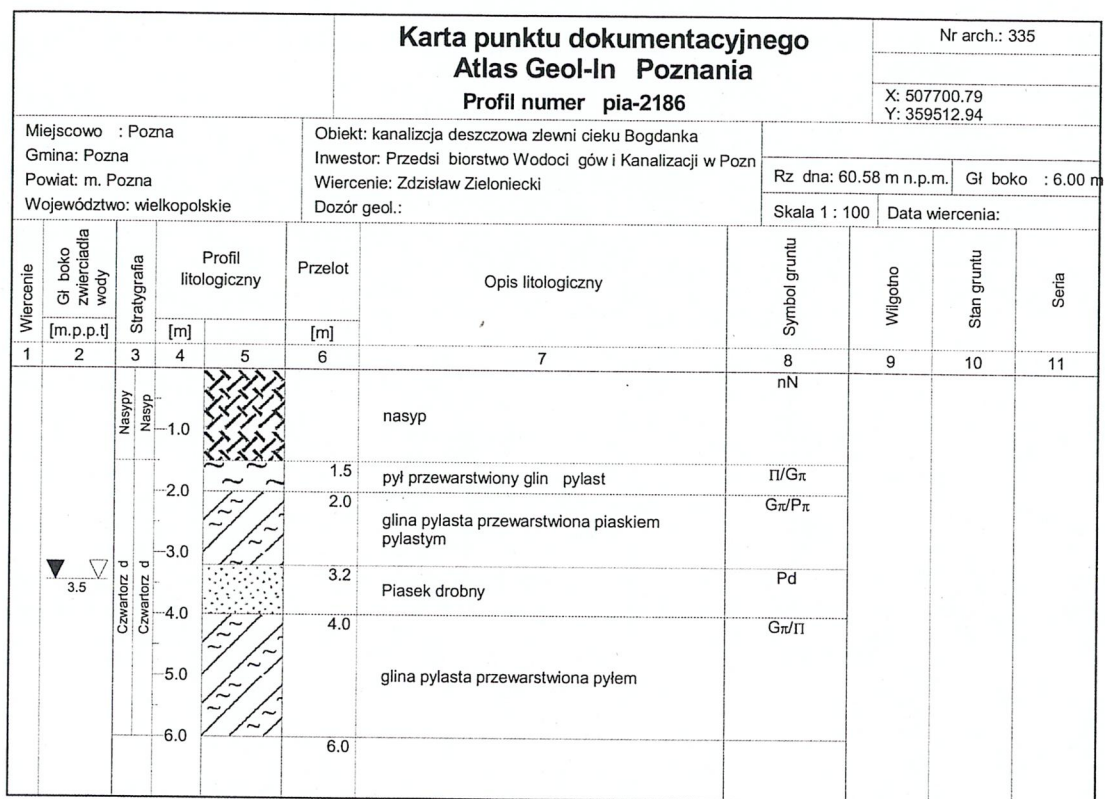 Karta punktu dokumentacyjnego
Atlas Geol-In Poznania
Profil numer pia-2186
Nr arch.: 335
X: 507700.79
Y: 359512.94
Miejscowo : Pozna
Gmina: Pozna
Powiat: m. Pozna
Województwo: wielkopolskie
Obiekt: kanalizcja deszczowa zlewni cieku Bogdanka
Inwestor: Przedsi biorstwo Wodoci gów i Kanalizacji w Pozn
Wiercenie: Zdzisław Zieloniecki
Dozór geol.:
Rz dna: 60.58 m n.p.m.
Gł boko : 6.00 m
Skala 1 : 100
Data wiercenia:
Wiercenie
Gł boko
zwierciadła
wody
[m.p.p.t]
Stratygrafia
Profil
litologiczny
[m]
Przelot
[m]
Opis litologiczny
Symbol gruntu
Wilgotno
Stan gruntu
Seria
1 2 3 4 5 6 7 8 9 10 11
Nasypy
Nasyp
nasyp
nN
1.0
1.5
pył przewarstwiony glin pylast
Π/Gπ
2.0
2.0
glina pylasta przewarstwiona piaskiem
pylastym
Gπ/Pπ
3.0
3.2
Piasek drobny
Pd
3.5
Czwartorz d
Czwartorz d
4.0
4.0
glina pylasta przewarstwiona pyłem
Gπ/Π
5.0
6.0
6.0